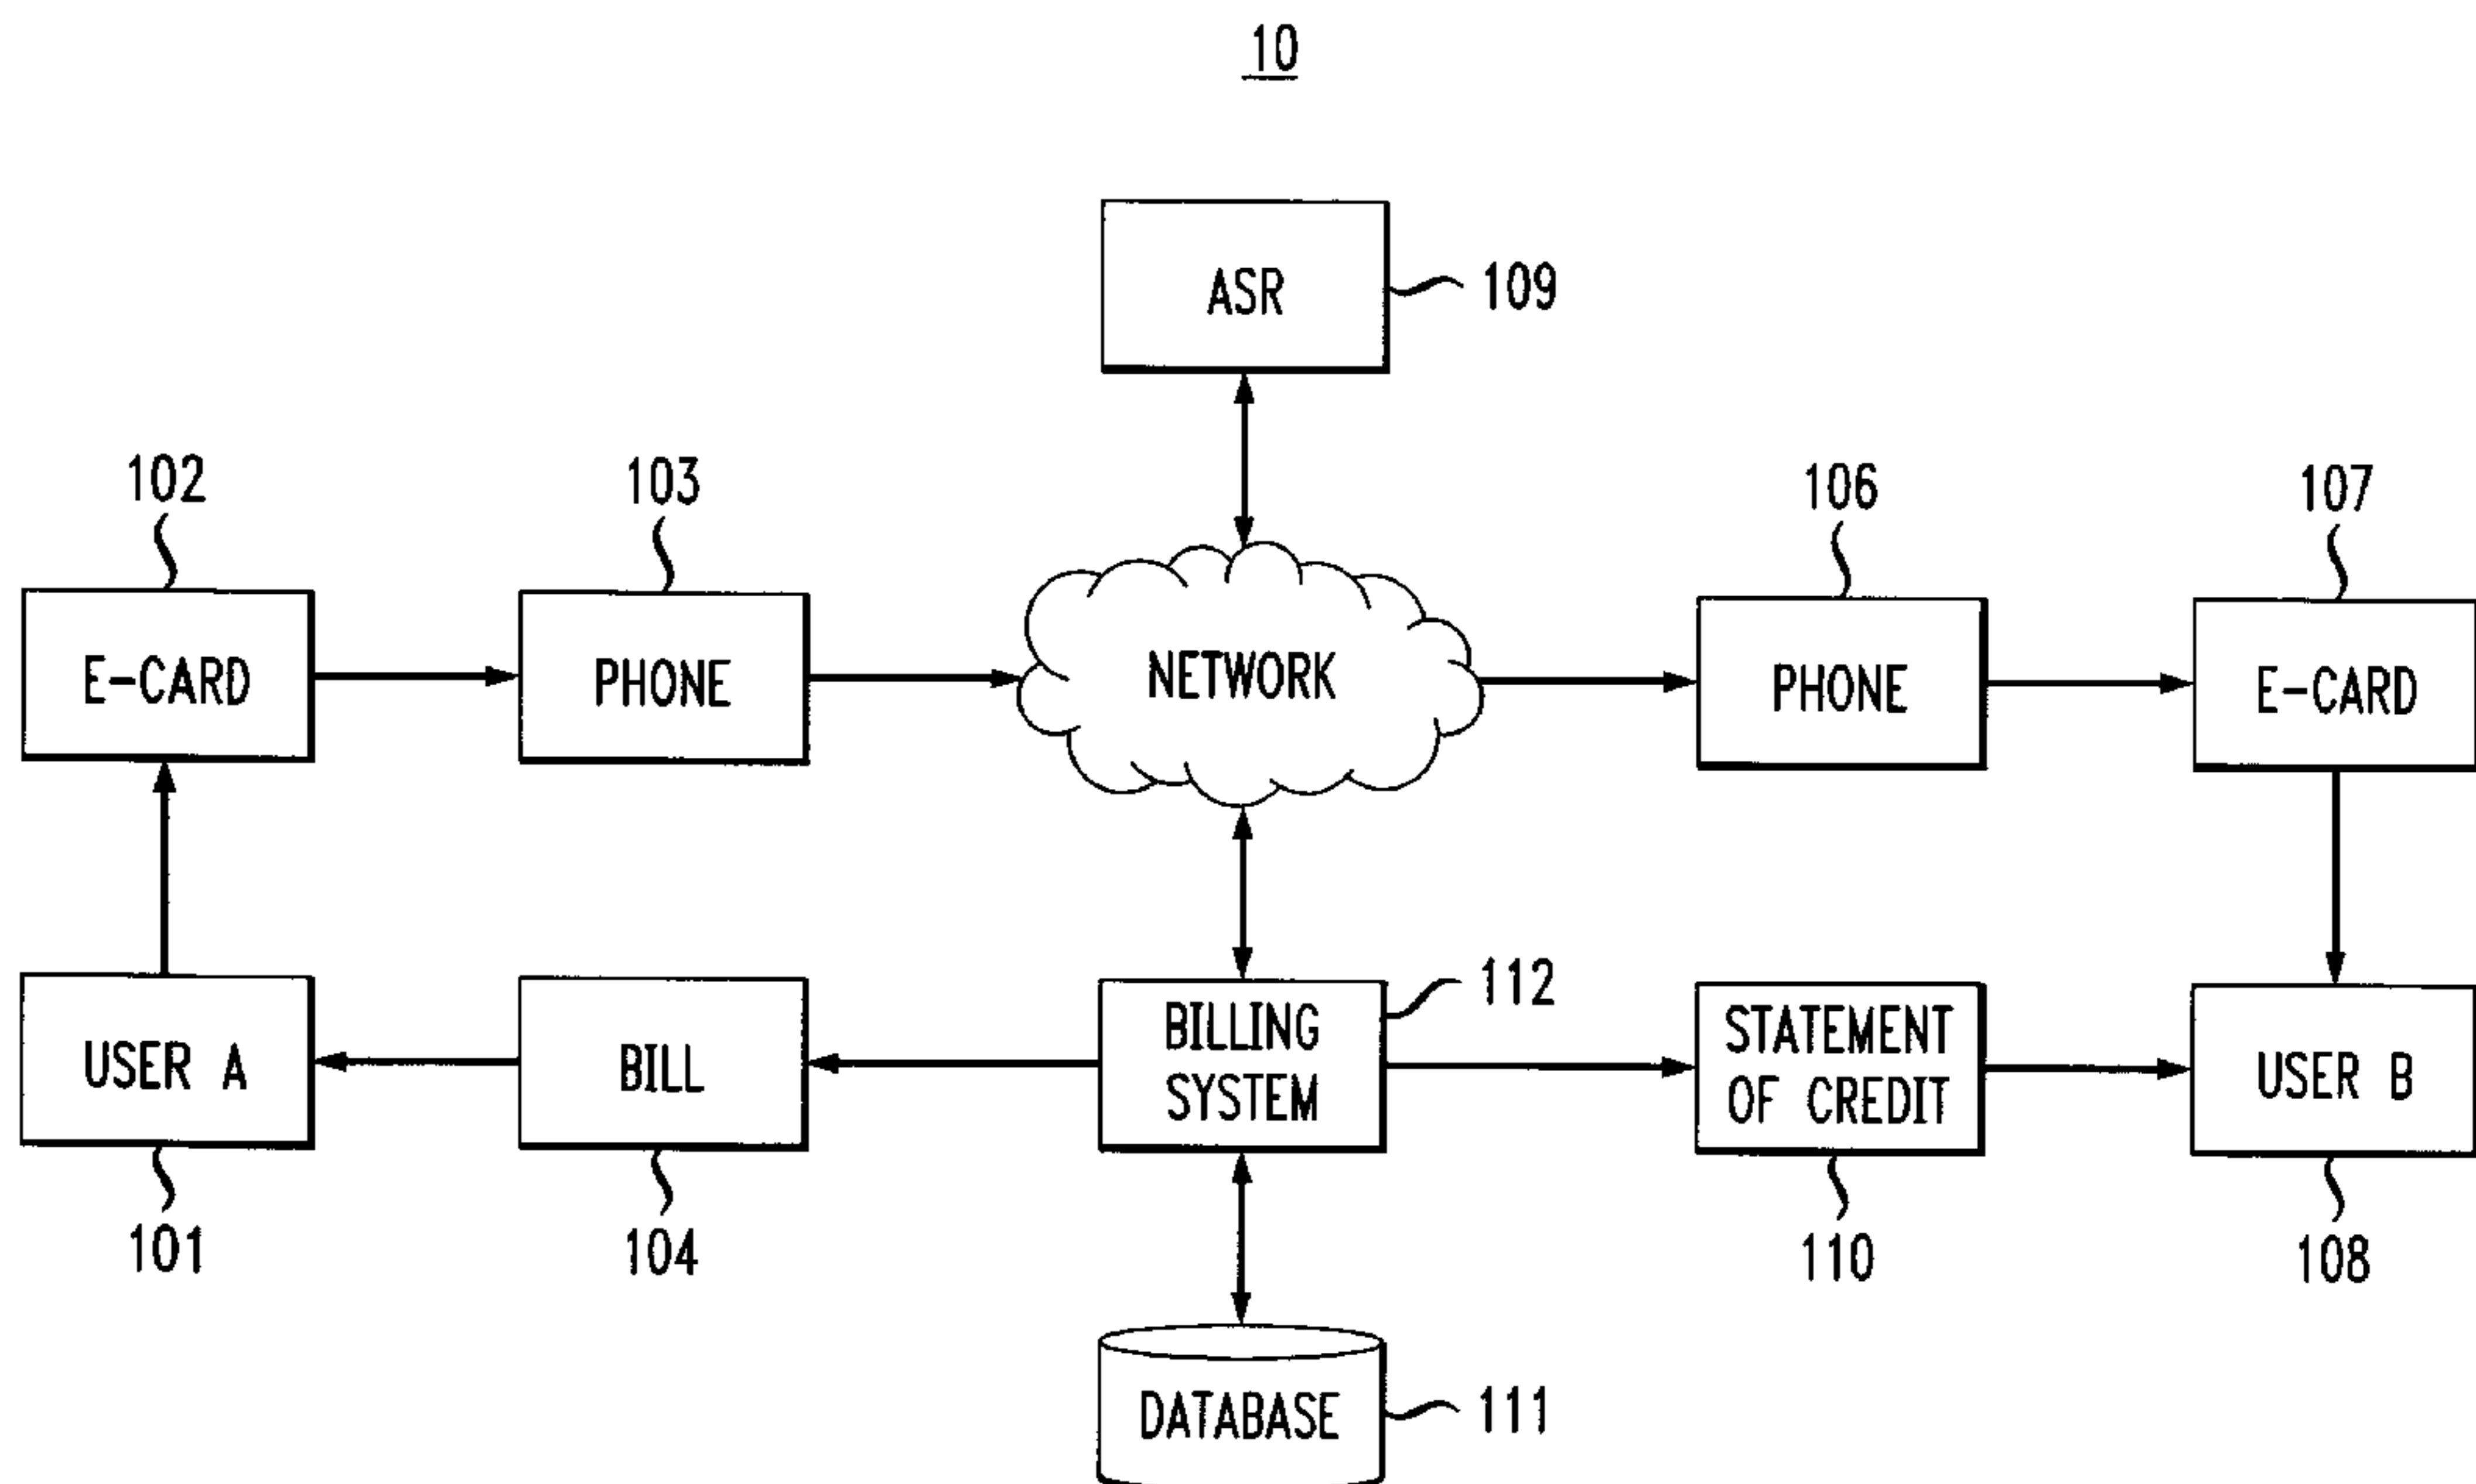 10
ASR
109
102
103
106
107
E-CARD
PHONE
NETWORK
PHONE
E-CARD
USER A
BILL
BILLING
SYSTEM
112
STATEMENT
OF CREDIT
USER B
101
104
110
108
DATABASE
111